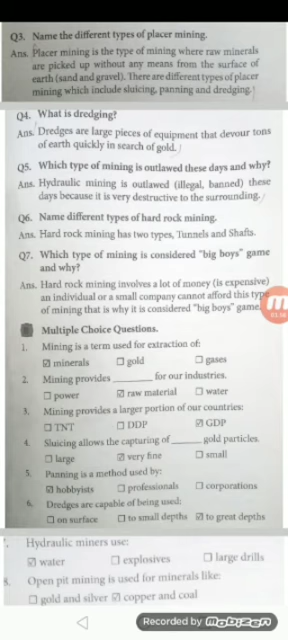 Q3. Name the different types of placer mining.
Ans. Placer mining is the type of mining where raw minerals
are picked up without any means from the surface of
earth (sand and gravel). There are different types of placer
mining which include sluicing, panning and dredging.
Q4. What is dredging?
Ans. Dredges are large pieces of equipment that devour tons
of earth quickly in search of gold.
Q5. Which type of mining is outlawed these days and why?
Ans. Hydraulic mining is outlawed (illegal, banned) these
days because it is very destructive to the surrounding.
Q6. Name different types of hard rock mining.
Ans. Hard rock mining has two types, Tunnels and Shafts.
Q7. Which type of mining is considered "big boys" game
and why?
Ans. Hard rock mining involves a lot of money (is expensive)
an individual or a small company cannot afford this type
of mining that is why it is considered "big boys" game.
Multiple Choice Questions.
1. Mining is a term used for extraction of:
☑ minerals ☐ gold ☐ gases
2. Mining provides ______ for our industries.
☐ power ☑ raw material ☐ water
3. Mining provides a larger portion of our countries:
☐ TNT ☐ DDP ☑ GDP
4. Sluicing allows the capturing of ______ gold particles.
☐ large ☑ very fine ☐ small
5. Panning is a method used by:
☑ hobbyists ☐ professionals ☐ corporations
6. Dredges are capable of being used:
☐ on surface ☐ to small depths ☑ to great depths
Hydraulic miners use:
☑ water ☐ explosives ☐ large drills
8. Open pit mining is used for minerals like:
☐ gold and silver ☑ copper and coal
Recorded by Mobizen